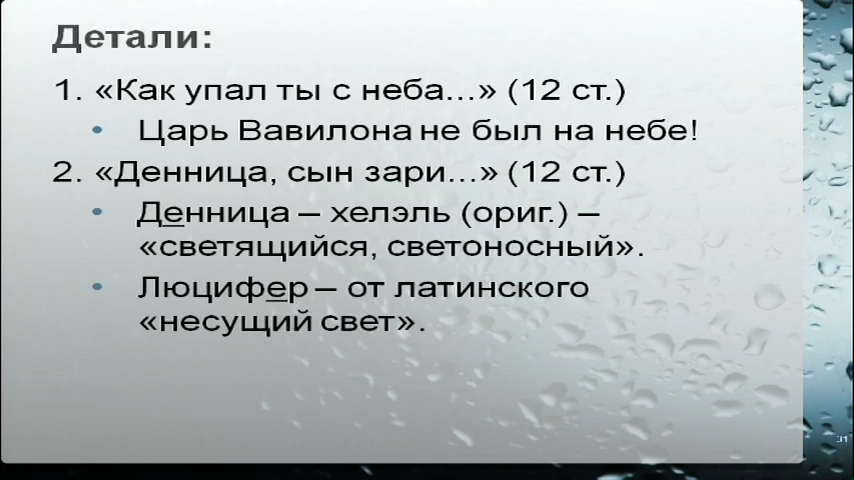 Детали:
1. «Как упал ты с неба...» (12 ст.)
• Царь Вавилона не был на небе!
2. «Денница, сын зари...» (12 ст.)
• Денница – хелэль (ориг.) –
«светящийся, светоносный».
• Люцифер – от латинского
«несущий свет».
31